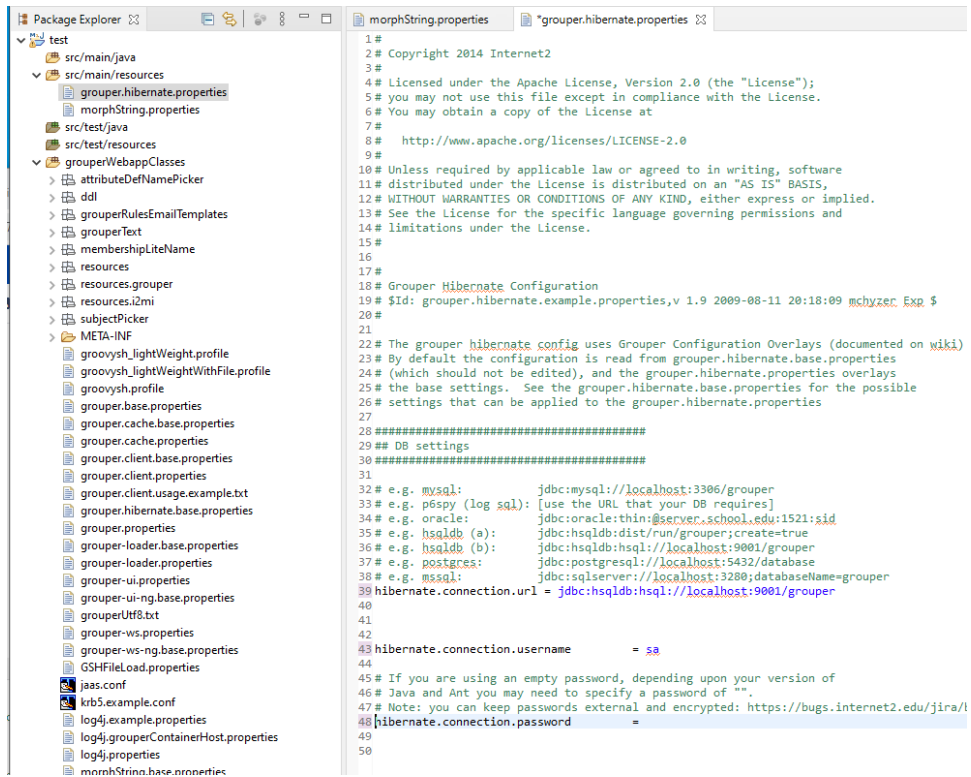 Package Explorer
test
src/main/java
src/main/resources
grouper.hibernate.properties
morphString.properties
src/test/java
src/test/resources
grouperWebappClasses
attributeDefNamePicker
ddl
grouperRulesEmailTemplates
grouperText
membershipLiteName
resources
resources.grouper
resources.i2mi
subjectPicker
META-INF
groovysh_lightWeight.profile
groovysh_lightWeightWithFile.profile
groovysh.profile
grouper.base.properties
grouper.cache.base.properties
grouper.cache.properties
grouper.client.base.properties
grouper.client.properties
grouper.client.usage.example.txt
grouper.hibernate.base.properties
grouper.properties
grouper-loader.base.properties
grouper-loader.properties
grouper-ui.properties
grouper-ui-ng.base.properties
grouperUtf8.txt
grouper-ws.properties
grouper-ws-ng.base.properties
GSHFileLoad.properties
jaas.conf
krb5.example.conf
log4j.example.properties
log4j.grouperContainerHost.properties
log4j.properties
morphString.base.properties
morphString.properties
*grouper.hibernate.properties
1 #
2 # Copyright 2014 Internet2
3 #
4 # Licensed under the Apache License, Version 2.0 (the "License");
5 # you may not use this file except in compliance with the License.
6 # You may obtain a copy of the License at
7 #
8 #   http://www.apache.org/licenses/LICENSE-2.0
9 #
10 # Unless required by applicable law or agreed to in writing, software
11 # distributed under the License is distributed on an "AS IS" BASIS,
12 # WITHOUT WARRANTIES OR CONDITIONS OF ANY KIND, either express or implied.
13 # See the License for the specific language governing permissions and
14 # limitations under the License.
15 #
16
17 #
18 # Grouper Hibernate Configuration
19 # $Id: grouper.hibernate.example.properties,v 1.9 2009-08-11 20:18:09 mchyzer Exp $
20 #
21
22 # The grouper hibernate config uses Grouper Configuration Overlays (documented on wiki)
23 # By default the configuration is read from grouper.hibernate.base.properties
24 # (which should not be edited), and the grouper.hibernate.properties overlays
25 # the base settings.  See the grouper.hibernate.base.properties for the possible
26 # settings that can be applied to the grouper.hibernate.properties
27
28 ########################################
29 ## DB settings
30 ########################################
31
32 # e.g. mysql:           jdbc:mysql://localhost:3306/grouper
33 # e.g. p6spy (log sql): [use the URL that your DB requires]
34 # e.g. oracle:          jdbc:oracle:thin:@server.school.edu:1521:sid
35 # e.g. hsqldb (a):      jdbc:hsqldb:dist/run/grouper;create=true
36 # e.g. hsqldb (b):      jdbc:hsqldb:hsql://localhost:9001/grouper
37 # e.g. postgres:        jdbc:postgresql://localhost:5432/database
38 # e.g. mssql:           jdbc:sqlserver://localhost:3280;databaseName=grouper
39 hibernate.connection.url = jdbc:hsqldb:hsql://localhost:9001/grouper
40
41
42
43 hibernate.connection.username         = sa
44
45 # If you are using an empty password, depending upon your version of
46 # Java and Ant you may need to specify a password of "".
47 # Note: you can keep passwords external and encrypted: https://bugs.internet2.edu/jira/b
48 hibernate.connection.password         =
49
50